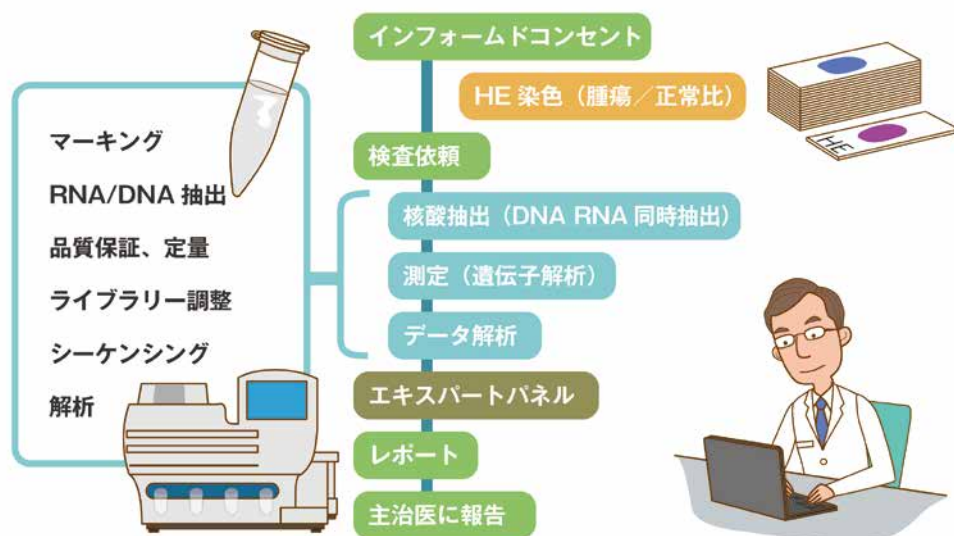 インフォームドコンセント
HE 染色（腫瘍／正常比）
HE
検査依頼
マーキング
RNA/DNA 抽出
品質保証、定量
ライブラリー調整
シーケンシング
解析
核酸抽出（DNA RNA 同時抽出）
測定（遺伝子解析）
データ解析
エキスパートパネル
レポート
主治医に報告